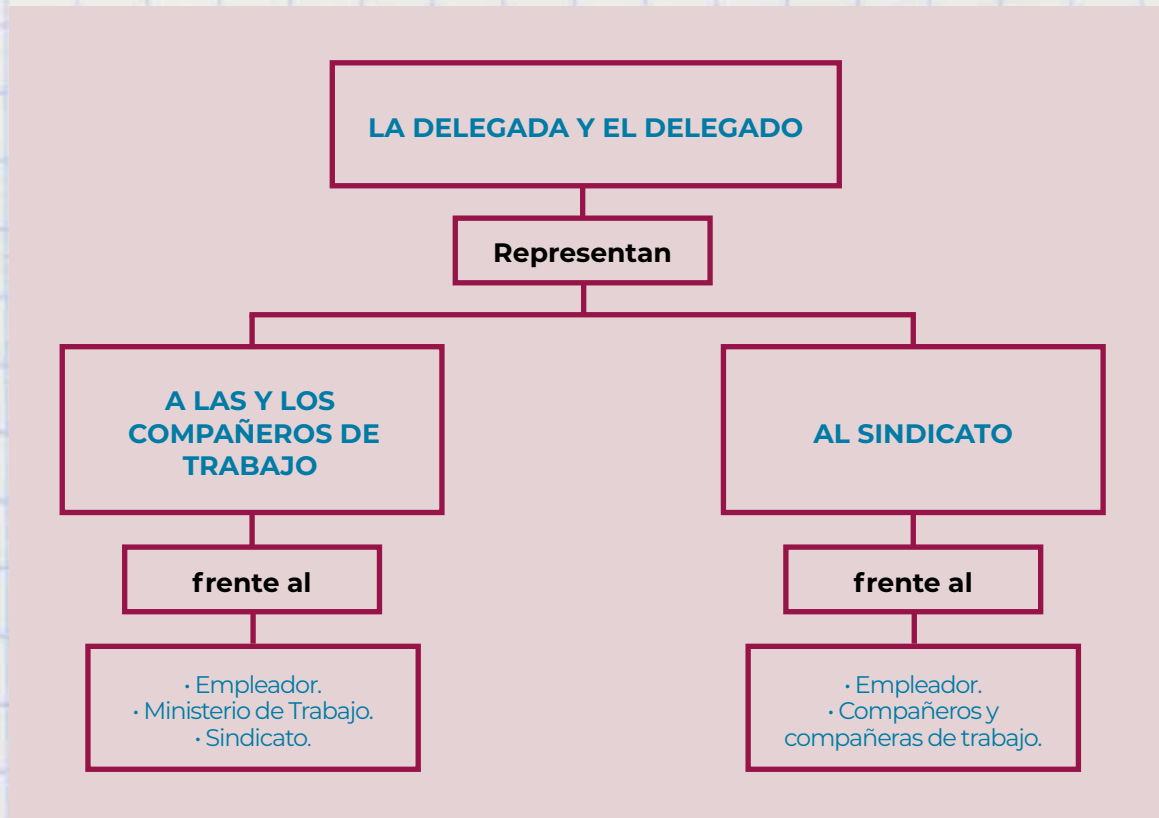 LA DELEGADA Y EL DELEGADO
Representan
A LAS Y LOS
COMPAÑEROS DE
TRABAJO
AL SINDICATO
frente al
frente al
· Empleador.
· Ministerio de Trabajo.
· Sindicato.
· Empleador.
· Compañeros y
compañeras de trabajo.